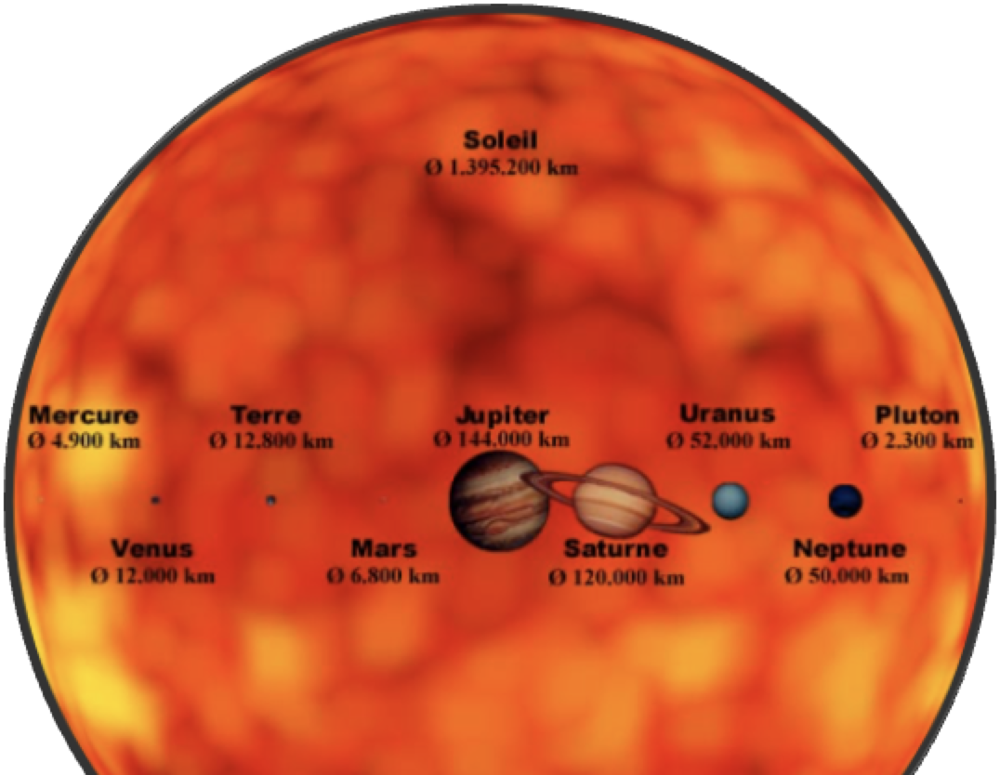 Soleil
Ø 1.395.200 km
Mercure
Ø 4.900 km
Terre
Ø 12.800 km
Jupiter
Ø 144.000 km
Uranus
Ø 52.000 km
Pluton
Ø 2.300 km
Venus
Ø 12.000 km
Mars
Ø 6.800 km
Saturne
Ø 120.000 km
Neptune
Ø 50.000 km